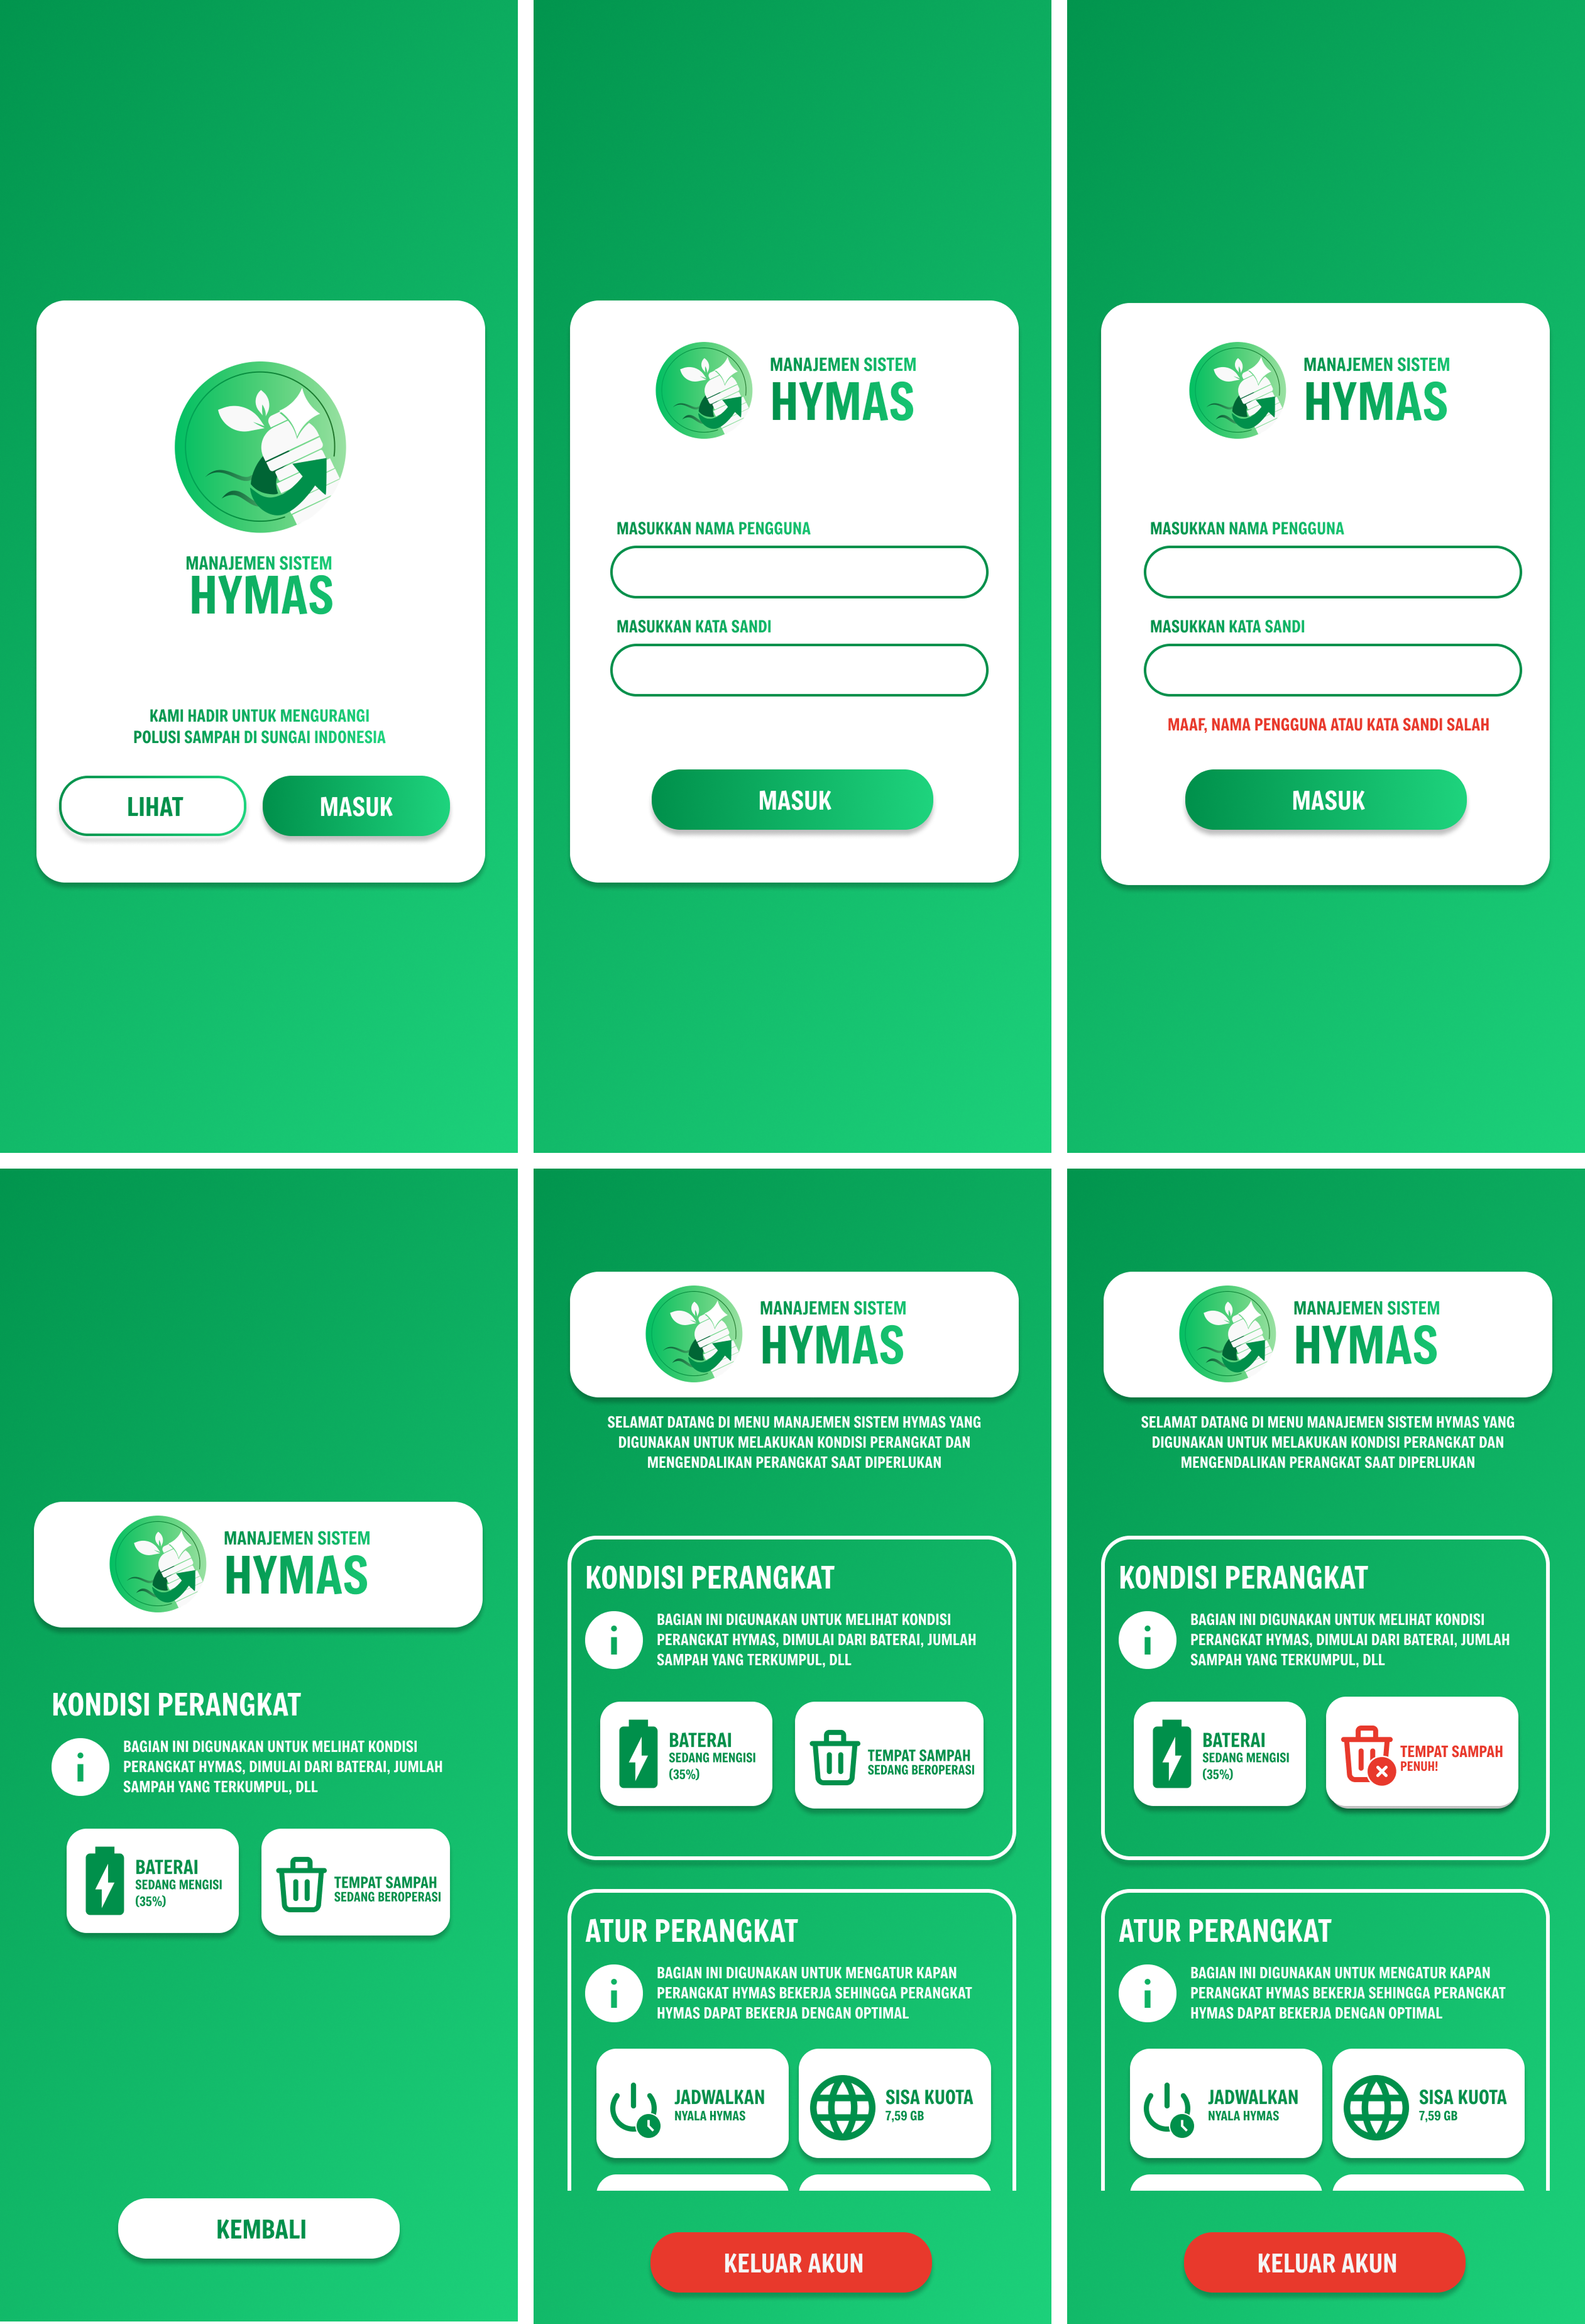 MANAJEMEN SISTEM
HYMAS
KAMI HADIR UNTUK MENGURANGI
POLUSI SAMPAH DI SUNGAI INDONESIA
LIHAT
MASUK
MANAJEMEN SISTEM
HYMAS
MASUKKAN NAMA PENGGUNA
MASUKKAN KATA SANDI
MASUK
MANAJEMEN SISTEM
HYMAS
MASUKKAN NAMA PENGGUNA
MASUKKAN KATA SANDI
MAAF, NAMA PENGGUNA ATAU KATA SANDI SALAH
MASUK
MANAJEMEN SISTEM
HYMAS
KONDISI PERANGKAT
BAGIAN INI DIGUNAKAN UNTUK MELIHAT KONDISI
PERANGKAT HYMAS, DIMULAI DARI BATERAI, JUMLAH
SAMPAH YANG TERKUMPUL, DLL
BATERAI
SEDANG MENGISI
(35%)
TEMPAT SAMPAH
SEDANG BEROPERASI
KEMBALI
MANAJEMEN SISTEM
HYMAS
SELAMAT DATANG DI MENU MANAJEMEN SISTEM HYMAS YANG
DIGUNAKAN UNTUK MELAKUKAN KONDISI PERANGKAT DAN
MENGENDALIKAN PERANGKAT SAAT DIPERLUKAN
KONDISI PERANGKAT
BAGIAN INI DIGUNAKAN UNTUK MELIHAT KONDISI
PERANGKAT HYMAS, DIMULAI DARI BATERAI, JUMLAH
SAMPAH YANG TERKUMPUL, DLL
BATERAI
SEDANG MENGISI
(35%)
TEMPAT SAMPAH
SEDANG BEROPERASI
ATUR PERANGKAT
BAGIAN INI DIGUNAKAN UNTUK MENGATUR KAPAN
PERANGKAT HYMAS BEKERJA SEHINGGA PERANGKAT
HYMAS DAPAT BEKERJA DENGAN OPTIMAL
JADWALKAN
NYALA HYMAS
SISA KUOTA
7,59 GB
KELUAR AKUN
MANAJEMEN SISTEM
HYMAS
SELAMAT DATANG DI MENU MANAJEMEN SISTEM HYMAS YANG
DIGUNAKAN UNTUK MELAKUKAN KONDISI PERANGKAT DAN
MENGENDALIKAN PERANGKAT SAAT DIPERLUKAN
KONDISI PERANGKAT
BAGIAN INI DIGUNAKAN UNTUK MELIHAT KONDISI
PERANGKAT HYMAS, DIMULAI DARI BATERAI, JUMLAH
SAMPAH YANG TERKUMPUL, DLL
BATERAI
SEDANG MENGISI
(35%)
TEMPAT SAMPAH
PENUH!
ATUR PERANGKAT
BAGIAN INI DIGUNAKAN UNTUK MENGATUR KAPAN
PERANGKAT HYMAS BEKERJA SEHINGGA PERANGKAT
HYMAS DAPAT BEKERJA DENGAN OPTIMAL
JADWALKAN
NYALA HYMAS
SISA KUOTA
7,59 GB
KELUAR AKUN